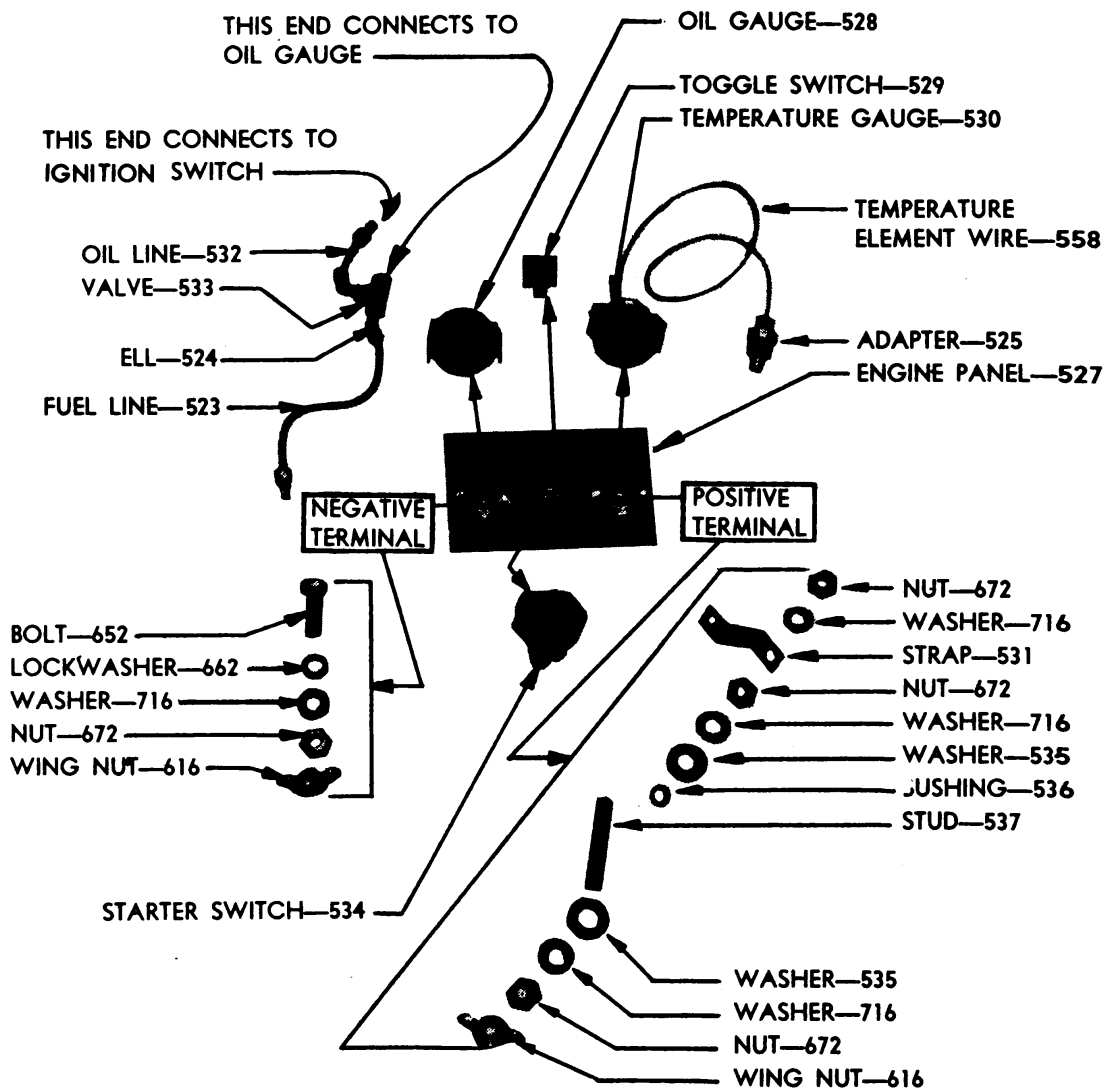 THIS END CONNECTS TO
OIL GAUGE
OIL GAUGE—528
TOGGLE SWITCH—529
TEMPERATURE GAUGE—530
THIS END CONNECTS TO
IGNITION SWITCH
TEMPERATURE
ELEMENT WIRE—558
OIL LINE—532
VALVE—533
ELL—524
FUEL LINE—523
ADAPTER—525
ENGINE PANEL—527
NEGATIVE
TERMINAL
POSITIVE
TERMINAL
BOLT—652
LOCKWASHER—662
WASHER—716
NUT—672
WING NUT—616
NUT—672
WASHER—716
STRAP—531
NUT—672
WASHER—716
WASHER—535
BUSHING—536
STUD—537
STARTER SWITCH—534
WASHER—535
WASHER—716
NUT—672
WING NUT—616